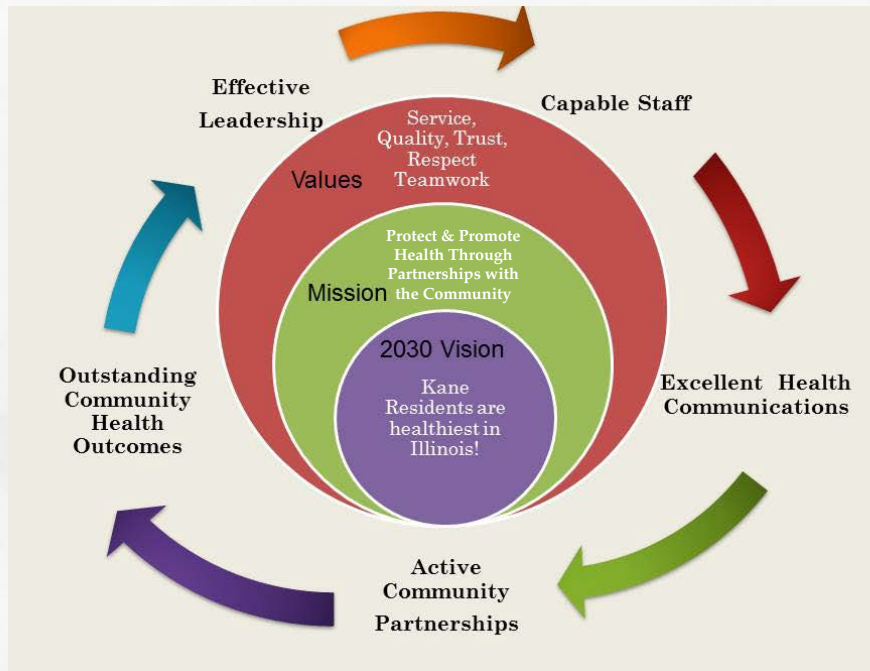 Effective
Leadership
Capable Staff
Service,
Quality, Trust,
Respect
Teamwork
Values
Protect & Promote
Health Through
Partnerships with
the Community
Mission
2030 Vision
Kane
Residents are
healthiest in
Illinois!
Outstanding
Community
Health
Outcomes
Excellent Health
Communications
Active
Community
Partnerships